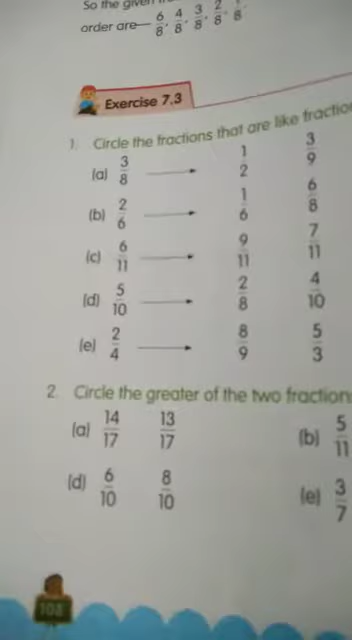 So the given
order are— 6/8, 4/8, 3/8, 2/8,
Exercise 7.3
1. Circle the fractions that are like
(a) 3/8 → 1/2 3/9
(b) 2/6 → 1/6 6/8
(c) 6/11 → 9/11 7/11
(d) 5/10 → 2/8 4/10
(e) 2/4 → 8/9 5/3
2. Circle the greater of the two
(a) 14/17 13/17 (b) 5/11
(d) 6/10 8/10 (e) 3/7
108